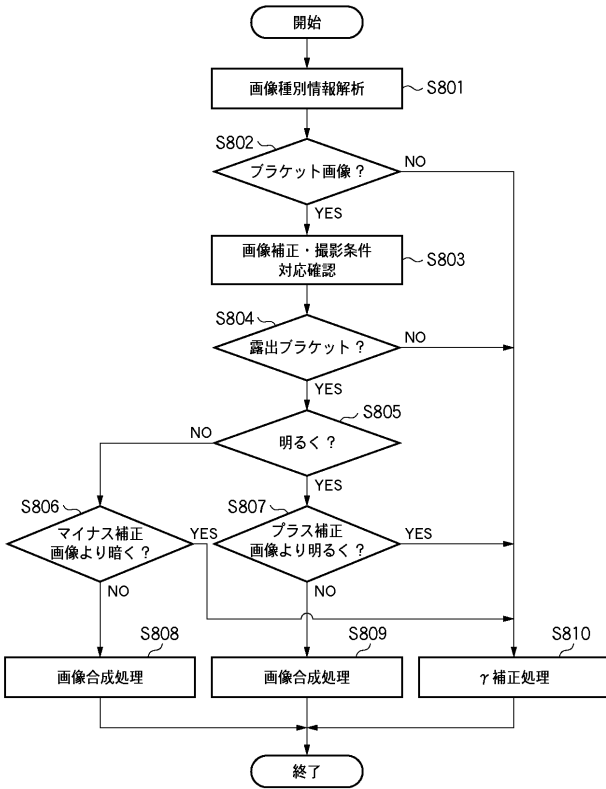 開始
画像種別情報解析
S801
S802
ブラケット画像？
NO
YES
画像補正・撮影条件
対応確認
S803
S804
露出ブラケット？
NO
YES
S805
明るく？
NO
YES
S806
マイナス補正
画像より暗く？
YES
NO
S807
プラス補正
画像より明るく？
YES
NO
S808
画像合成処理
S809
画像合成処理
S810
γ補正処理
終了